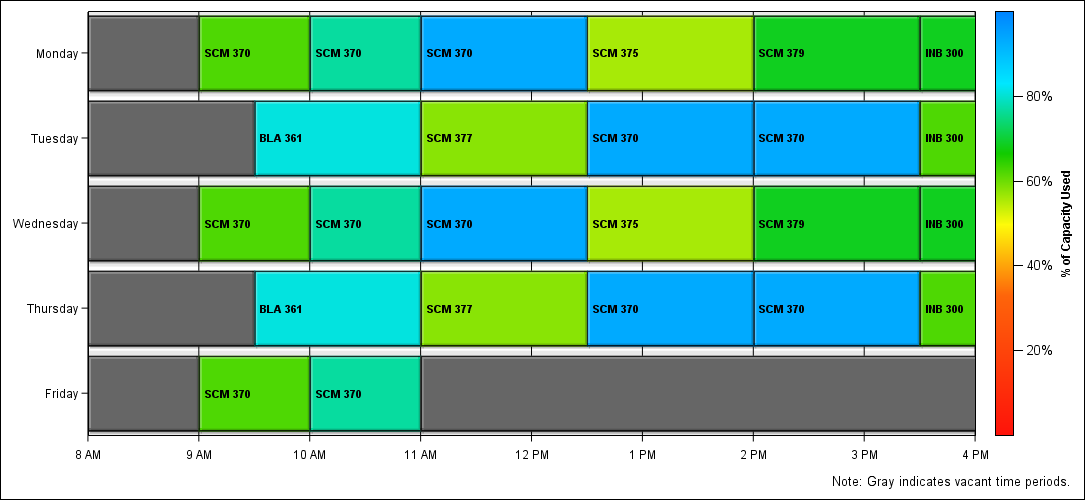 Monday SCM 370 SCM 370 SCM 370 SCM 375 SCM 379 INB 300
80%
Tuesday BLA 361 SCM 377 SCM 370 SCM 370 INB 300
60%
Wednesday SCM 370 SCM 370 SCM 370 SCM 375 SCM 379 INB 300
% of Capacity Used
40%
Thursday BLA 361 SCM 377 SCM 370 SCM 370 INB 300
20%
Friday SCM 370 SCM 370
8 AM 9 AM 10 AM 11 AM 12 PM 1 PM 2 PM 3 PM 4 PM
Note: Gray indicates vacant time periods.